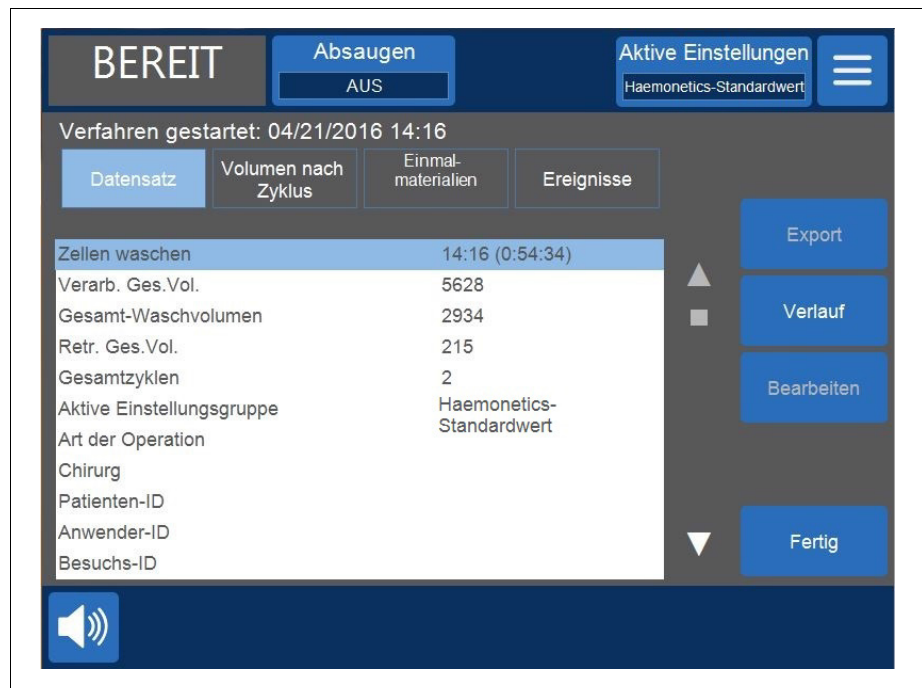 BEREIT
Absaugen
AUS
Aktive Einstellungen
Haemonetics-Standardwert
Verfahren gestartet: 04/21/2016 14:16
Datensatz
Volumen nach
Zyklus
Einmal-
materialien
Ereignisse
Zellen waschen 14:16 (0:54:34)
Verarb. Ges.Vol. 5628
Gesamt-Waschvolumen 2934
Retr. Ges.Vol. 215
Gesamtzyklen 2
Aktive Einstellungsgruppe Haemonetics-
Standardwert
Art der Operation
Chirurg
Patienten-ID
Anwender-ID
Besuchs-ID
Export
Verlauf
Bearbeiten
Fertig